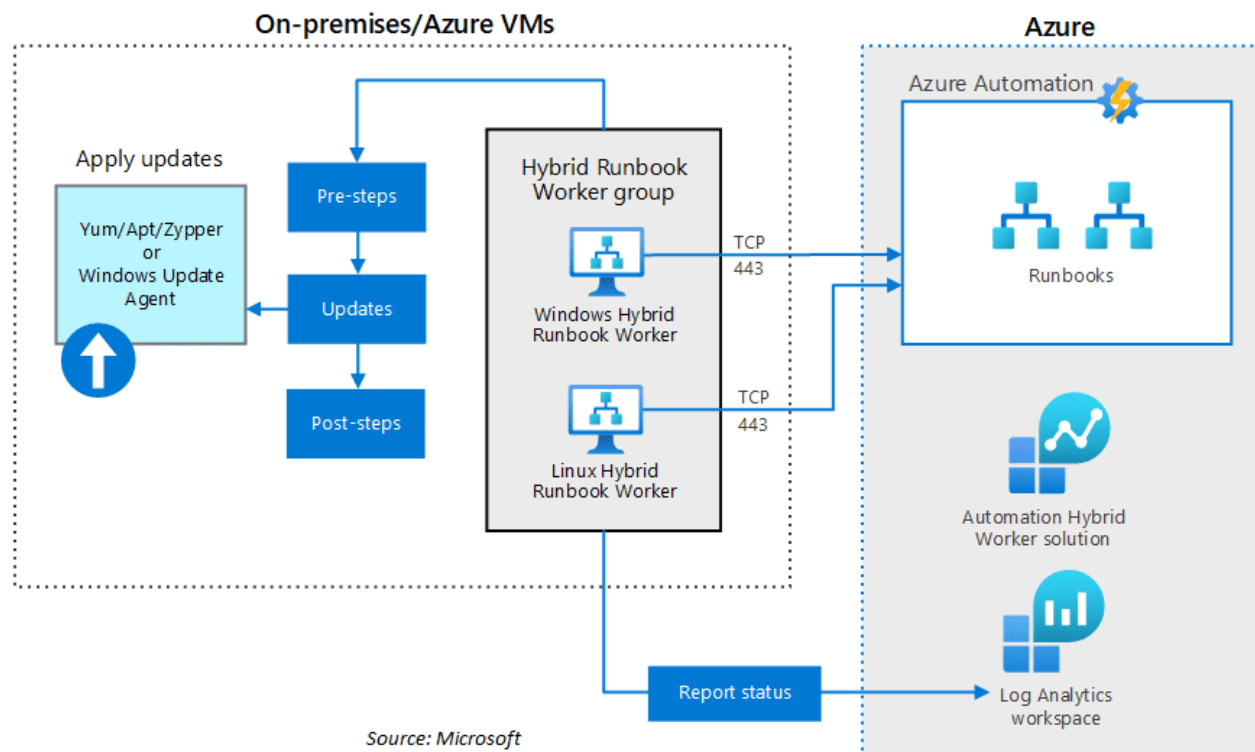 On-premises/Azure VMs
Azure
Azure Automation
Apply updates
Yum/Apt/Zypper
or
Windows Update
Agent
Pre-steps
Updates
Post-steps
Hybrid Runbook
Worker group
Windows Hybrid
Runbook Worker
Linux Hybrid
Runbook Worker
TCP
443
TCP
443
Runbooks
Automation Hybrid
Worker solution
Report status
Log Analytics
workspace
Source: Microsoft